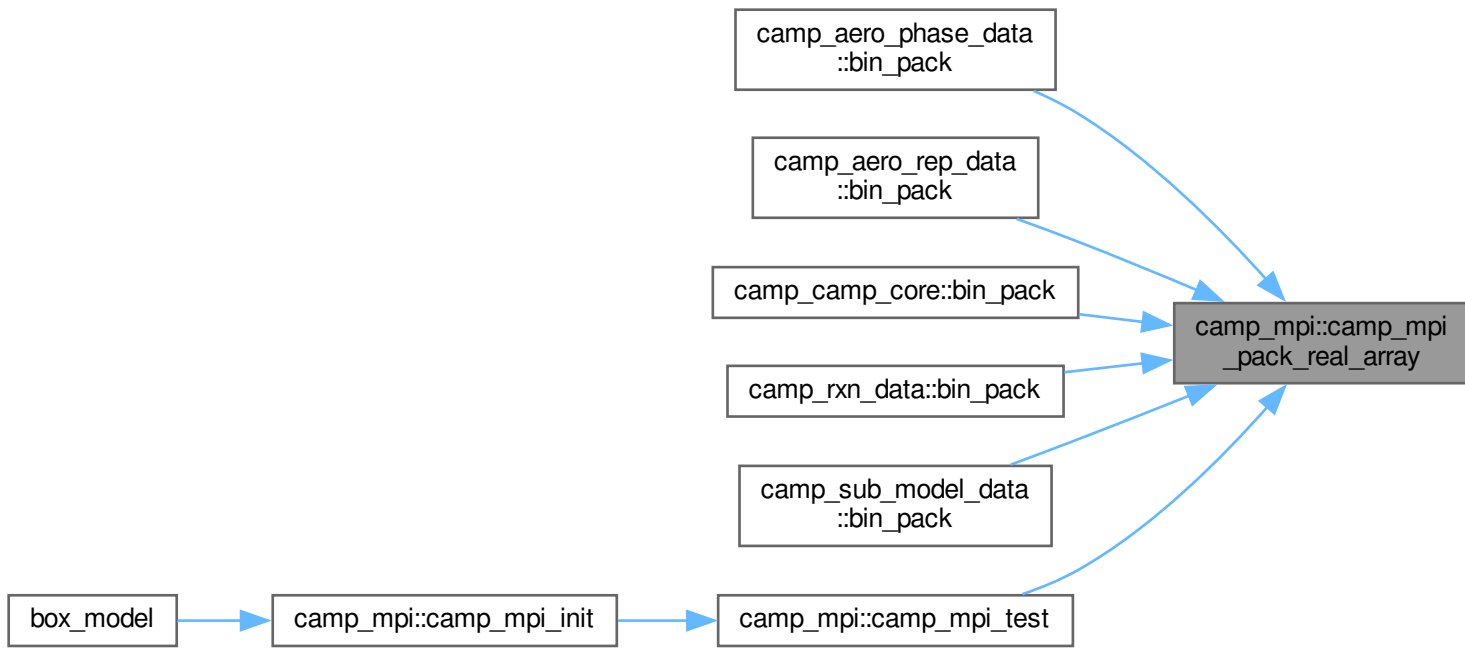 camp_aero_phase_data
::bin_pack
camp_aero_rep_data
::bin_pack
camp_camp_core::bin_pack
camp_mpi::camp_mpi
_pack_real_array
camp_rxn_data::bin_pack
camp_sub_model_data
::bin_pack
box_model
camp_mpi::camp_mpi_init
camp_mpi::camp_mpi_test